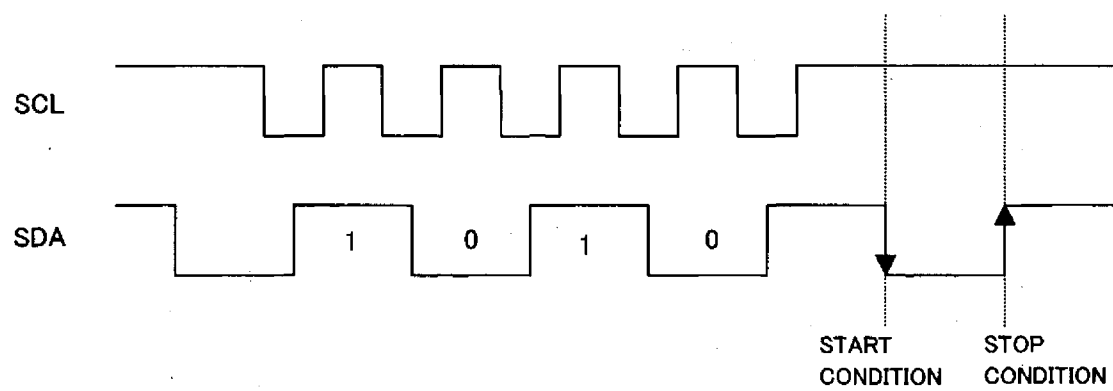 SCL
SDA
1 0 1 0
START CONDITION
STOP CONDITION